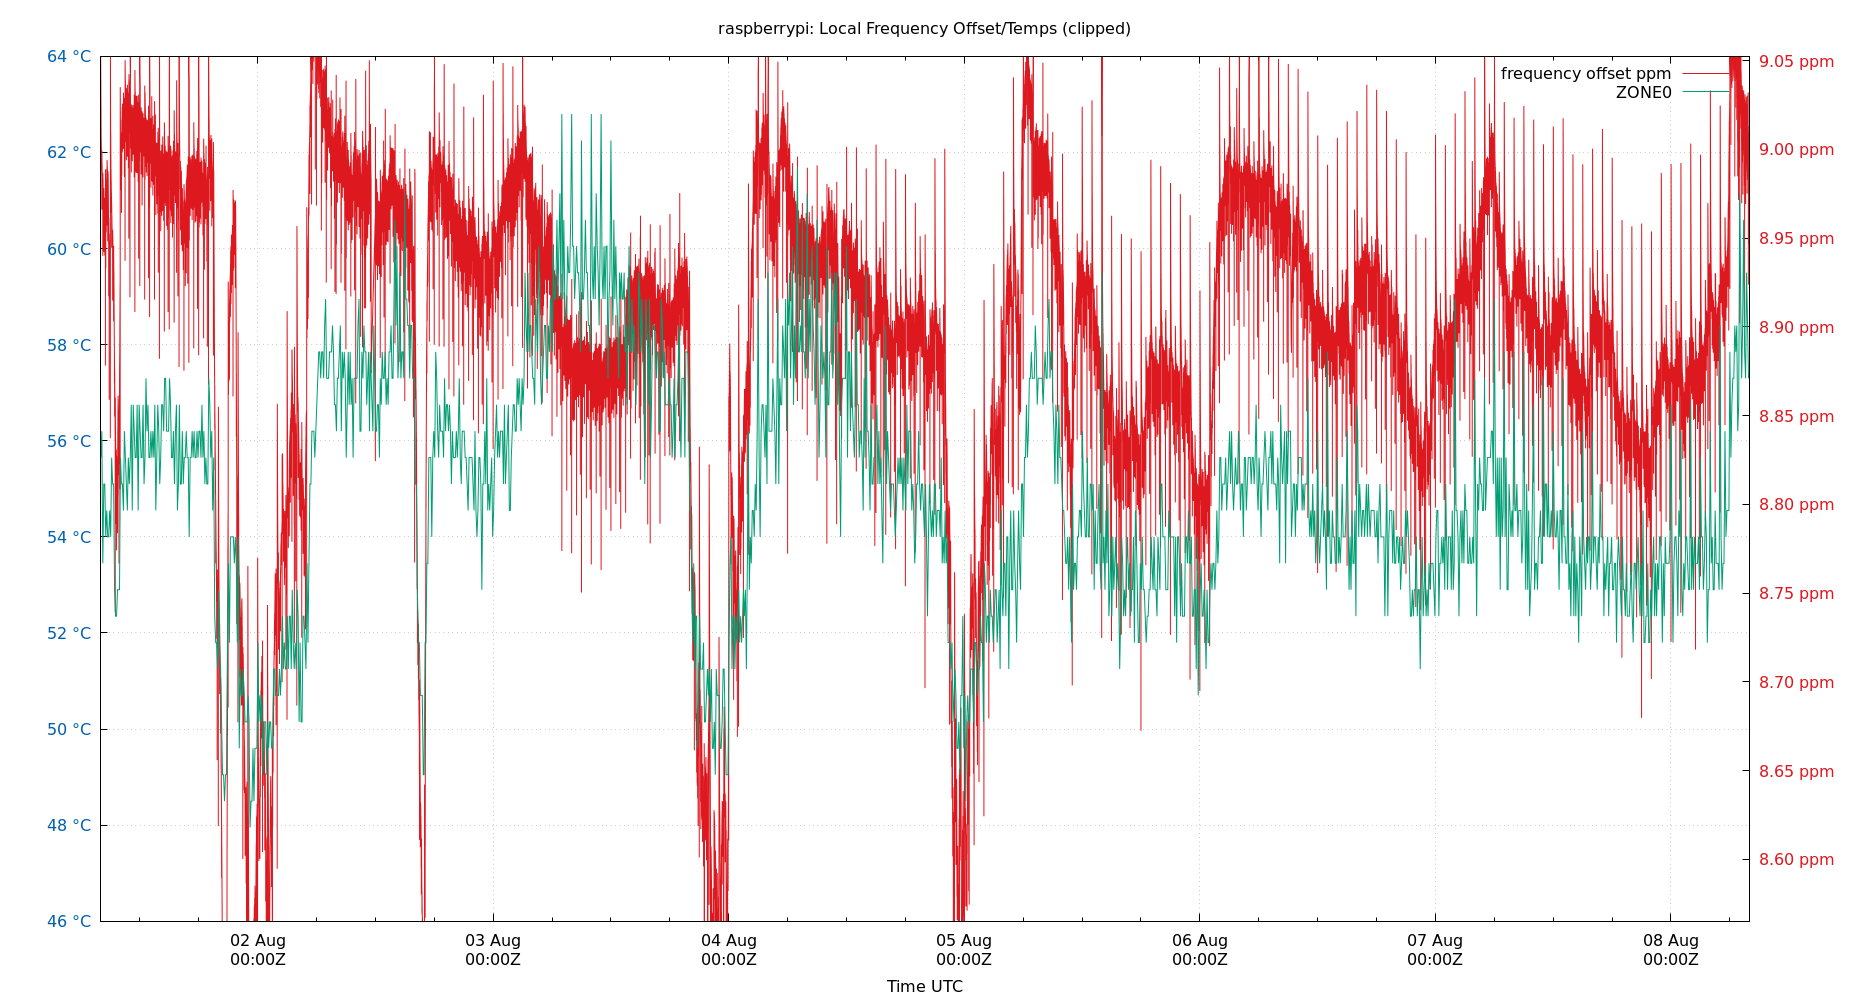 raspberrypi: Local Frequency Offset/Temps (clipped)
64 °C
62 °C
60 °C
58 °C
56 °C
54 °C
52 °C
50 °C
48 °C
46 °C
frequency offset ppm
ZONE0
9.05 ppm
9.00 ppm
8.95 ppm
8.90 ppm
8.85 ppm
8.80 ppm
8.75 ppm
8.70 ppm
8.65 ppm
8.60 ppm
02 Aug
00:00Z
03 Aug
00:00Z
04 Aug
00:00Z
05 Aug
00:00Z
06 Aug
00:00Z
07 Aug
00:00Z
08 Aug
00:00Z
Time UTC